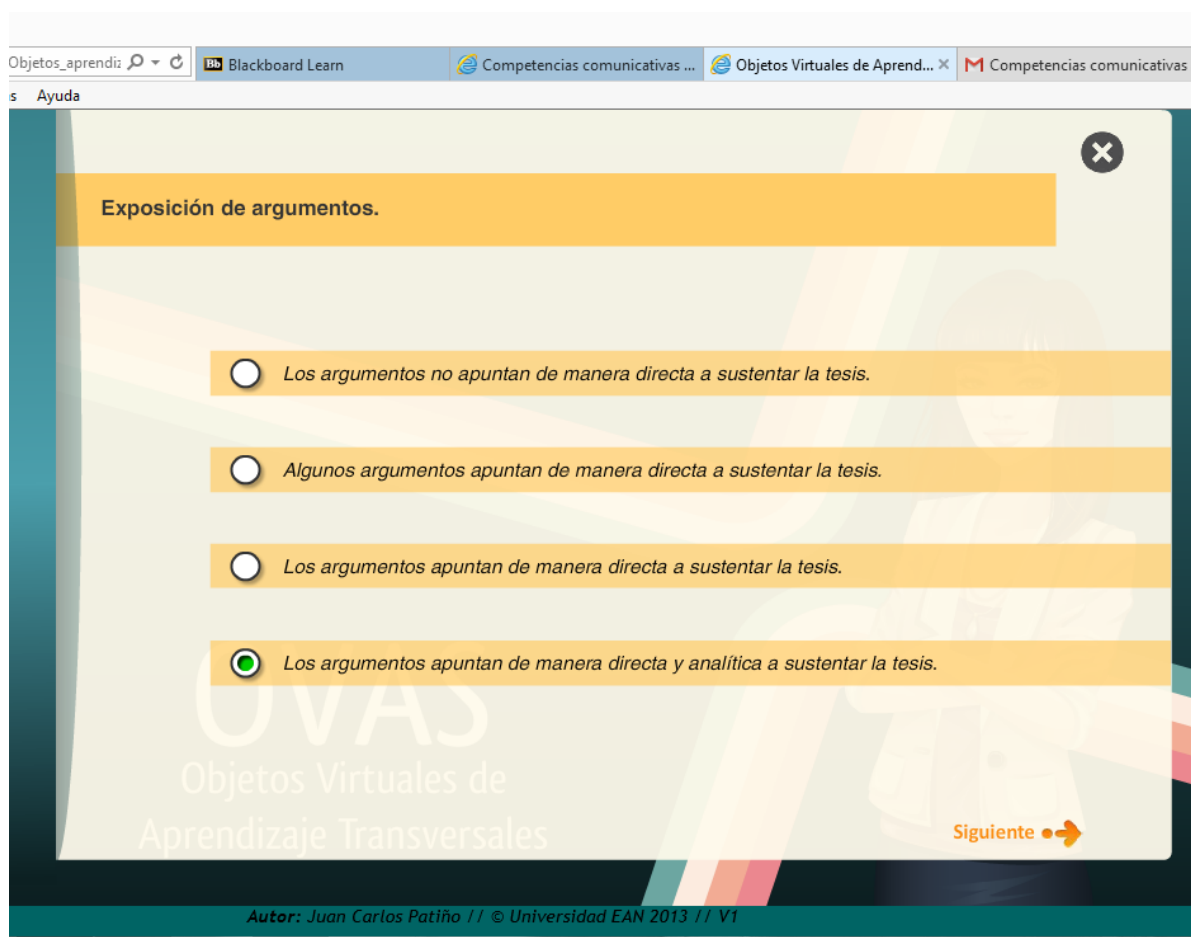 Objetos_aprendiz
Blackboard Learn
Competencias comunicativas ...
Objetos Virtuales de Aprend...
Competencias comunicativas
s Ayuda
Exposición de argumentos.
Los argumentos no apuntan de manera directa a sustentar la tesis.
Algunos argumentos apuntan de manera directa a sustentar la tesis.
Los argumentos apuntan de manera directa a sustentar la tesis.
Los argumentos apuntan de manera directa y analítica a sustentar la tesis.
OVAS
Objetos Virtuales de
Aprendizaje Transversales
Siguiente
Autor: Juan Carlos Patiño // © Universidad EAN 2013 // V1